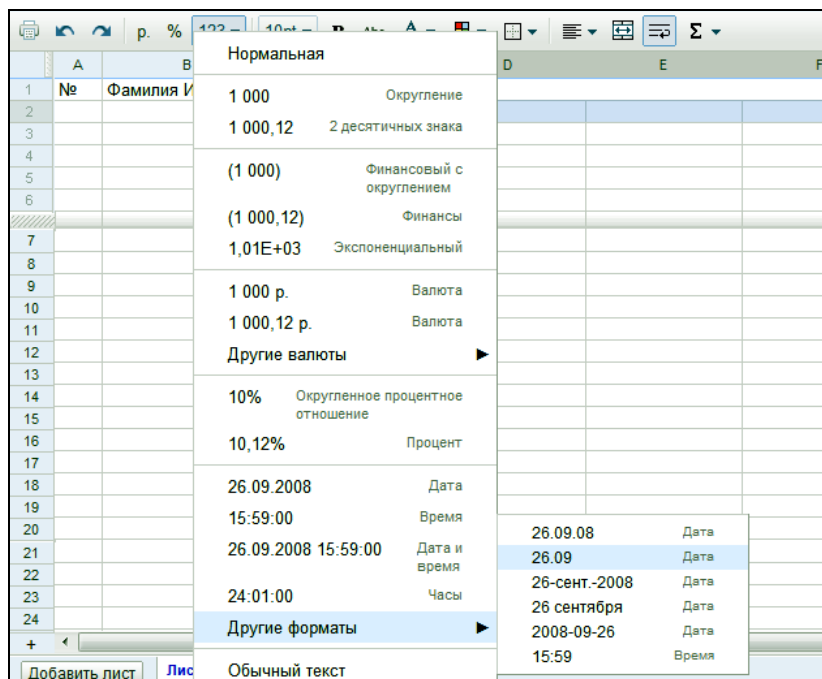 р. % 123 10pt B Abc A Σ
A B D E F
1 № Фамилия И
2
3
4
5
6
7
8
9
10
11
12
13
14
15
16
17
18
19
20
21
22
23
24
Нормальная
1 000 Округление
1 000,12 2 десятичных знака
(1 000) Финансовый с
округлением
(1 000,12) Финансы
1,01E+03 Экспоненциальный
1 000 р. Валюта
1 000,12 р. Валюта
Другие валюты
10% Округленное процентное
отношение
10,12% Процент
26.09.2008 Дата
15:59:00 Время
26.09.2008 15:59:00 Дата и
время
24:01:00 Часы
Другие форматы
Обычный текст
26.09.08 Дата
26.09 Дата
26-сент.-2008 Дата
26 сентября Дата
2008-09-26 Дата
15:59 Время
+
Добавить лист Лис